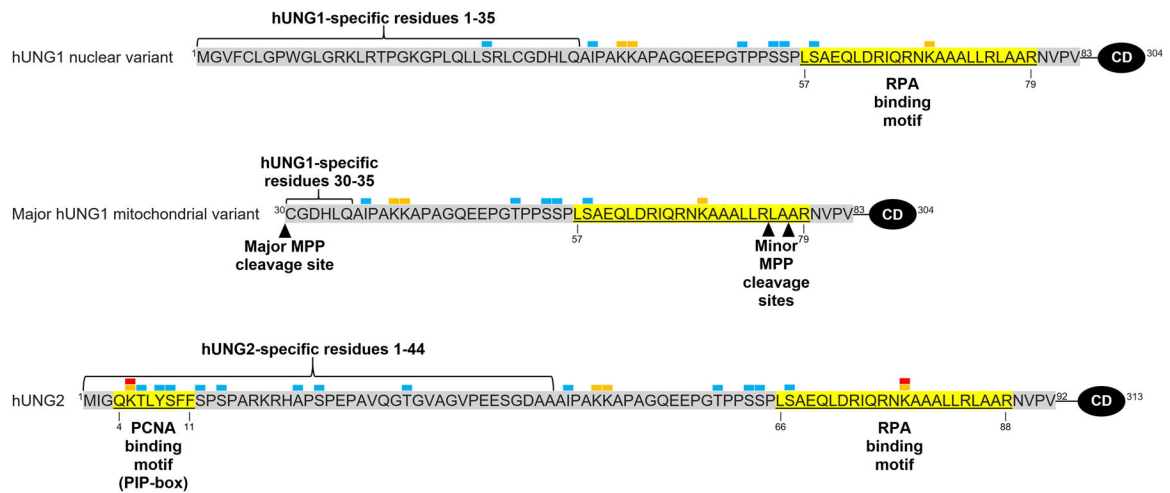 hUNG1-specific residues 1-35
hUNG1 nuclear variant
1MGVFCLGPWGLGRKLRTPGKGPLQLLSRLCGDHLQAIPAKKAPAGQEEPGTPPSSPLSAEQLDRIQRNKAAALLRLAARNVPV83 CD 304
57 79
RPA
binding
motif
hUNG1-specific
residues 30-35
Major hUNG1 mitochondrial variant
30CGDHLQAIPAKKAPAGQEEPGTPPSSPLSAEQLDRIQRNKAAALLRLAARNVPV83 CD 304
57 79
Major MPP
cleavage site
Minor
MPP
cleavage
sites
hUNG2-specific residues 1-44
hUNG2
1MIGQKTLYSFFSPSPARKRHAPSPEPAVQGTGVAGVPEESGDAAAIPAKKAPAGQEEPGTPPSSPLSAEQLDRIQRNKAAALLRLAARNVPV92 CD 313
4 11 66 88
PCNA
binding
motif
(PIP-box)
RPA
binding
motif